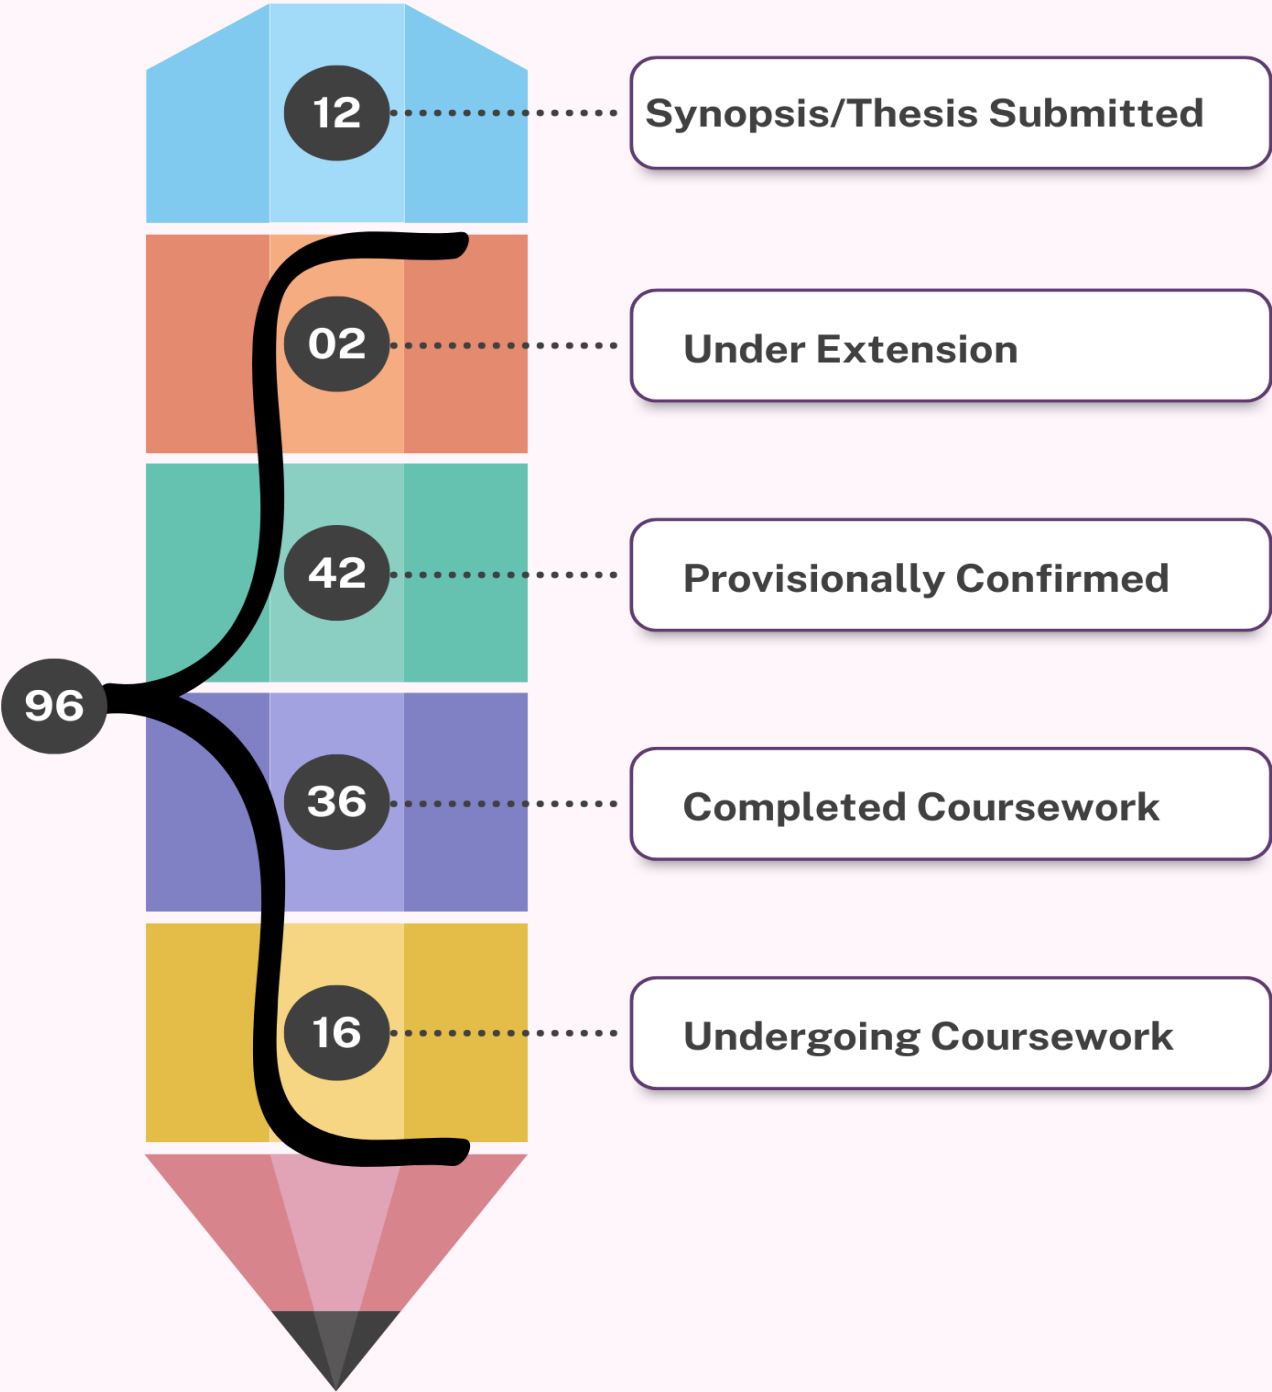 12 Synopsis/Thesis Submitted
02 Under Extension
42 Provisionally Confirmed
96
36 Completed Coursework
16 Undergoing Coursework